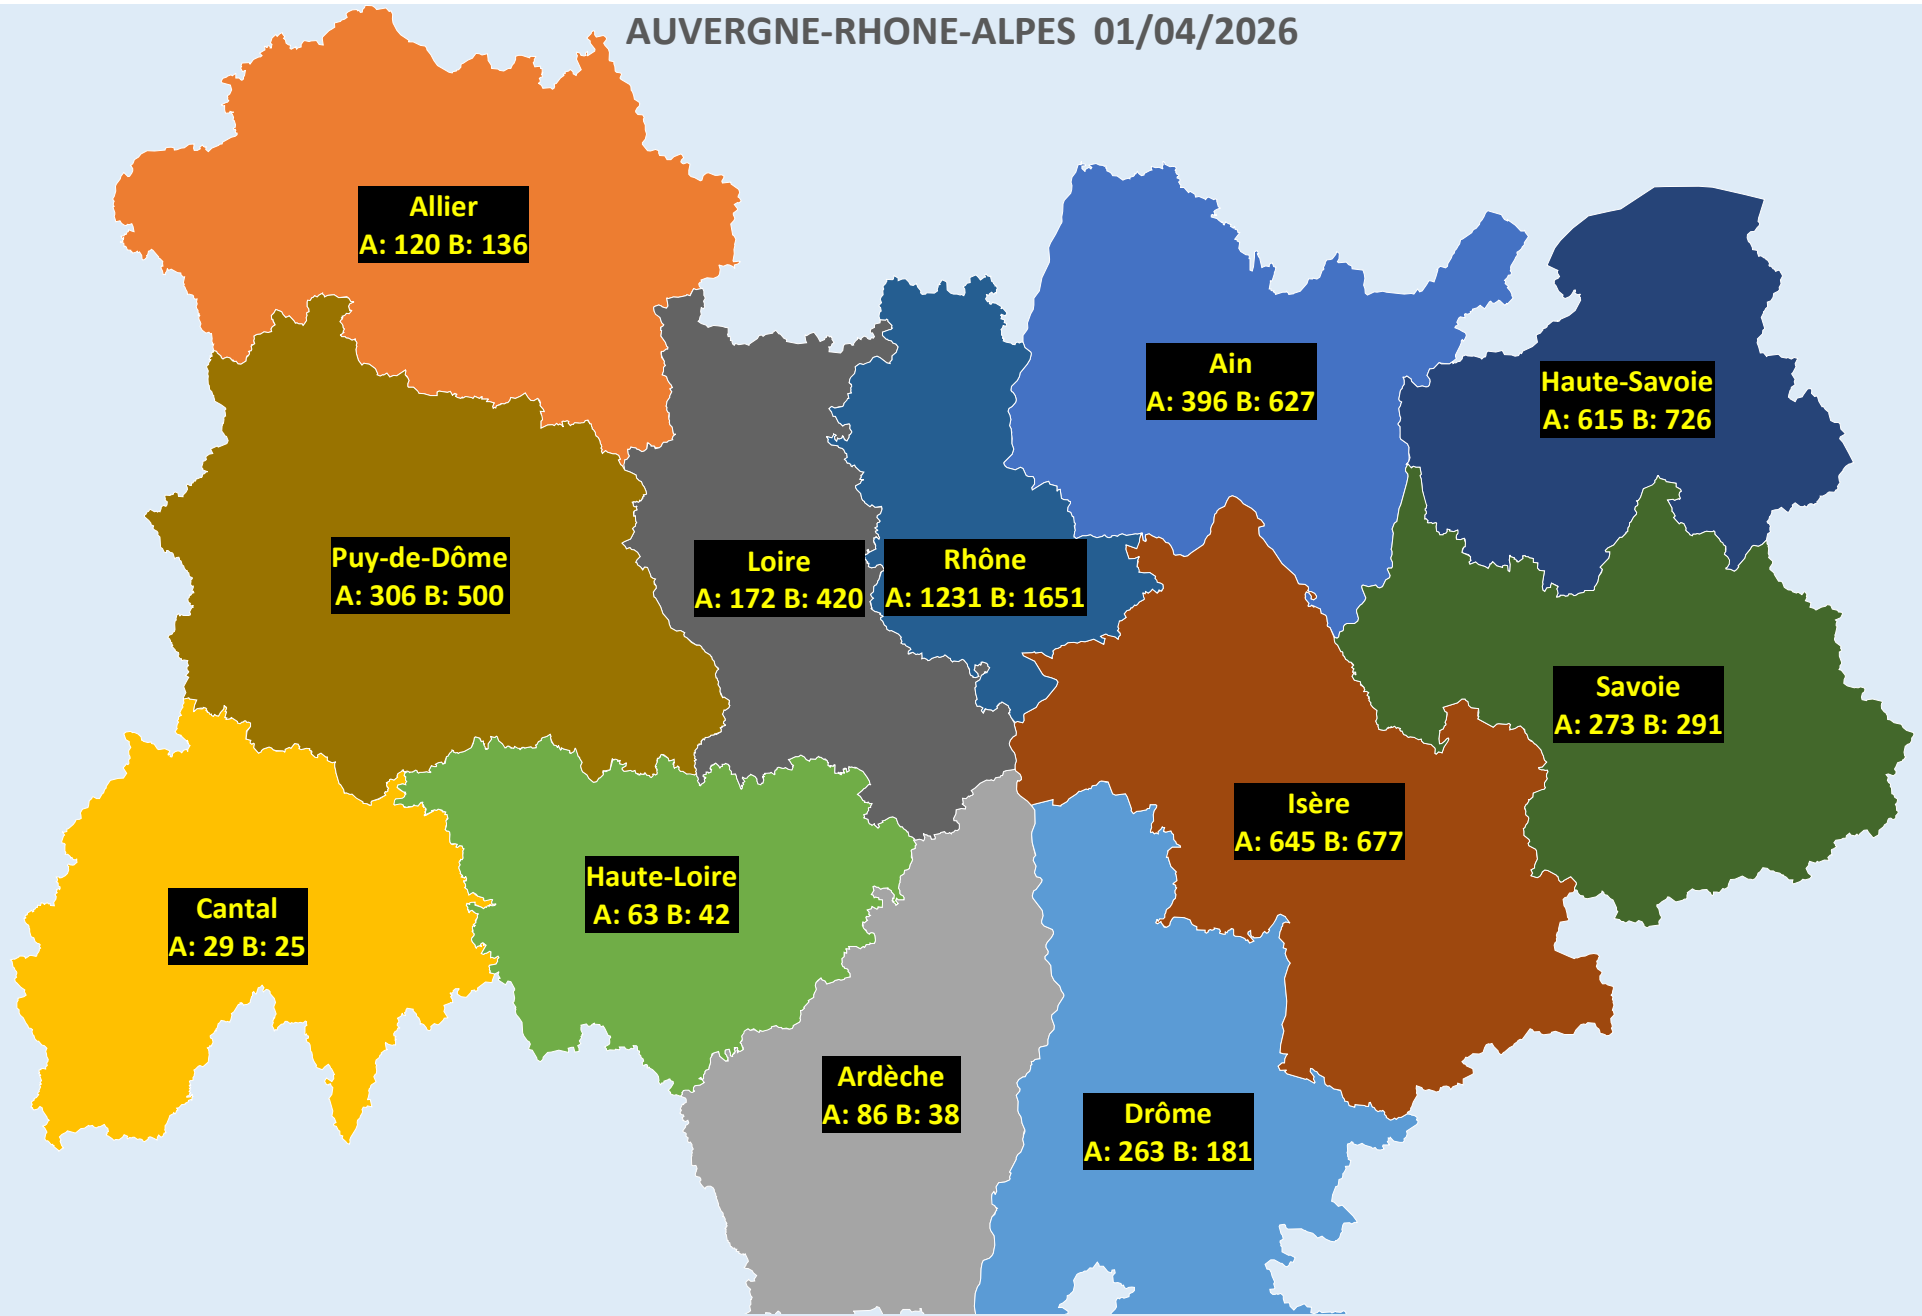 AUVERGNE-RHONE-ALPES 01/04/2026
Allier
A: 120 B: 136
Ain
A: 396 B: 627
Haute-Savoie
A: 615 B: 726
Puy-de-Dôme
A: 306 B: 500
Loire
A: 172 B: 420
Rhône
A: 1231 B: 1651
Savoie
A: 273 B: 291
Isère
A: 645 B: 677
Haute-Loire
A: 63 B: 42
Cantal
A: 29 B: 25
Ardèche
A: 86 B: 38
Drôme
A: 263 B: 181